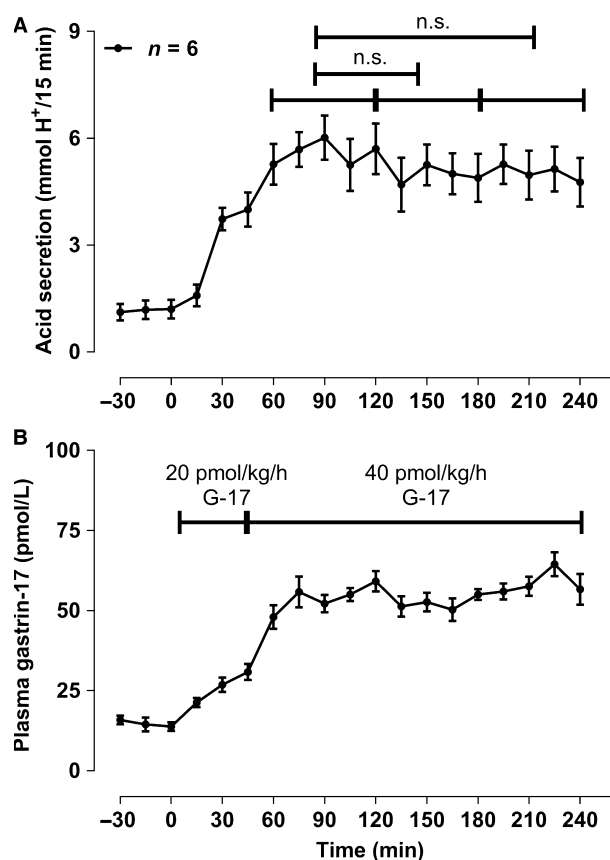 A
n = 6
n.s.
n.s.
Acid secretion (mmol H⁺/15 min)
9
6
3
0
−30 0 30 60 90 120 150 180 210 240
B
20 pmol/kg/h
G-17
40 pmol/kg/h
G-17
Plasma gastrin-17 (pmol/L)
100
75
50
25
0
−30 0 30 60 90 120 150 180 210 240
Time (min)